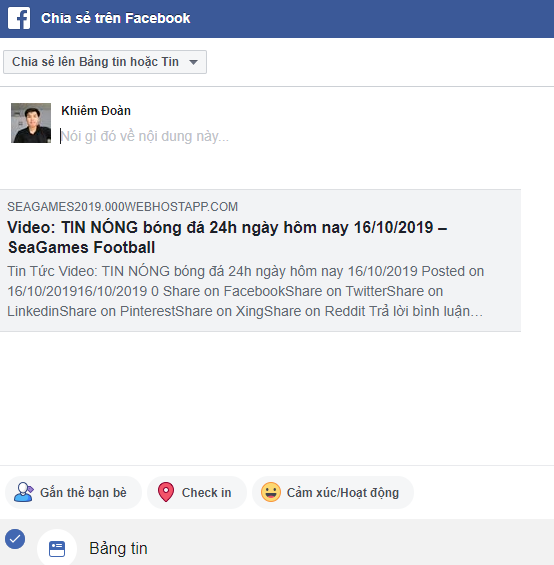 Chia sẻ trên Facebook
Chia sẻ lên Bảng tin hoặc Tin
Khiêm Đoàn
Nói gì đó về nội dung này...
SEAGAMES2019.000WEBHOSTAPP.COM
Video: TIN NÓNG bóng đá 24h ngày hôm nay 16/10/2019 –
SeaGames Football
Tin Tức Video: TIN NÓNG bóng đá 24h ngày hôm nay 16/10/2019 Posted on
16/10/201916/10/2019 0 Share on FacebookShare on TwitterShare on
LinkedinShare on PinterestShare on XingShare on Reddit Trả lời bình luận…
Gắn thẻ bạn bè
Check in
Cảm xúc/Hoạt động
Bảng tin